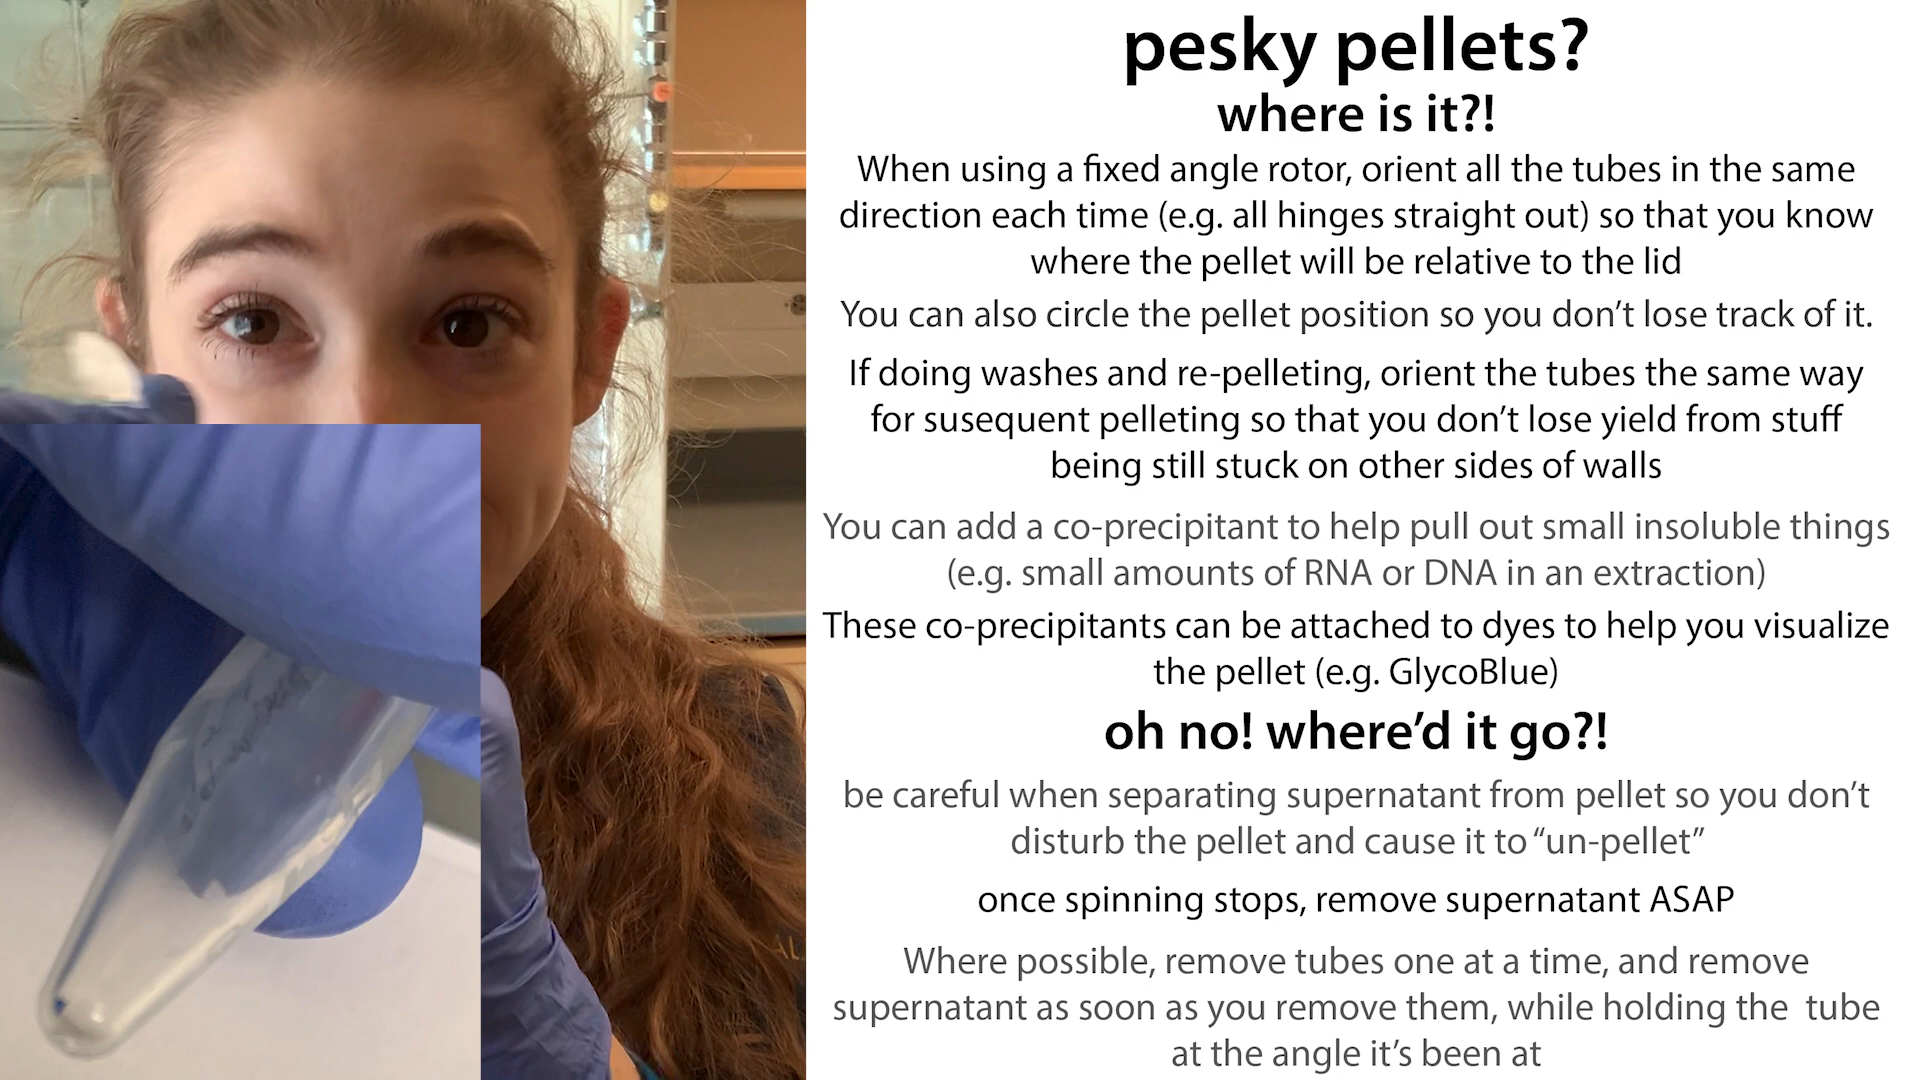 pesky pellets?
where is it?!
When using a fixed angle rotor, orient all the tubes in the same
direction each time (e.g. all hinges straight out) so that you know
where the pellet will be relative to the lid
You can also circle the pellet position so you don’t lose track of it.
If doing washes and re-pelleting, orient the tubes the same way
for susequent pelleting so that you don’t lose yield from stuff
being still stuck on other sides of walls
You can add a co-precipitant to help pull out small insoluble things
(e.g. small amounts of RNA or DNA in an extraction)
These co-precipitants can be attached to dyes to help you visualize
the pellet (e.g. GlycoBlue)
oh no! where’d it go?!
be careful when separating supernatant from pellet so you don’t
disturb the pellet and cause it to “un-pellet”
once spinning stops, remove supernatant ASAP
Where possible, remove tubes one at a time, and remove
supernatant as soon as you remove them, while holding the tube
at the angle it’s been at